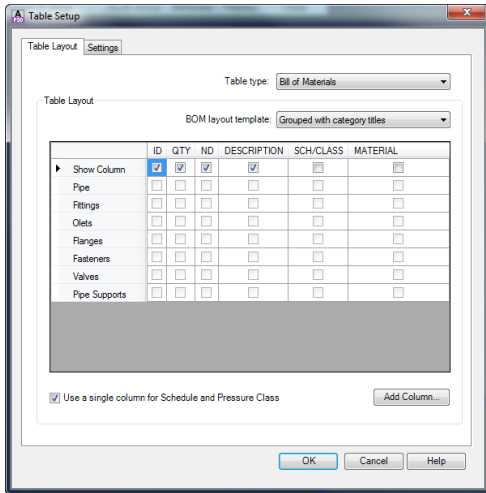 Table Setup
Table Layout Settings
Table type: Bill of Materials
Table Layout
BOM layout template: Grouped with category titles
ID QTY ND DESCRIPTION SCH/CLASS MATERIAL
Show Column
Pipe
Fittings
Olets
Flanges
Fasteners
Valves
Pipe Supports
Use a single column for Schedule and Pressure Class Add Column...
OK Cancel Help